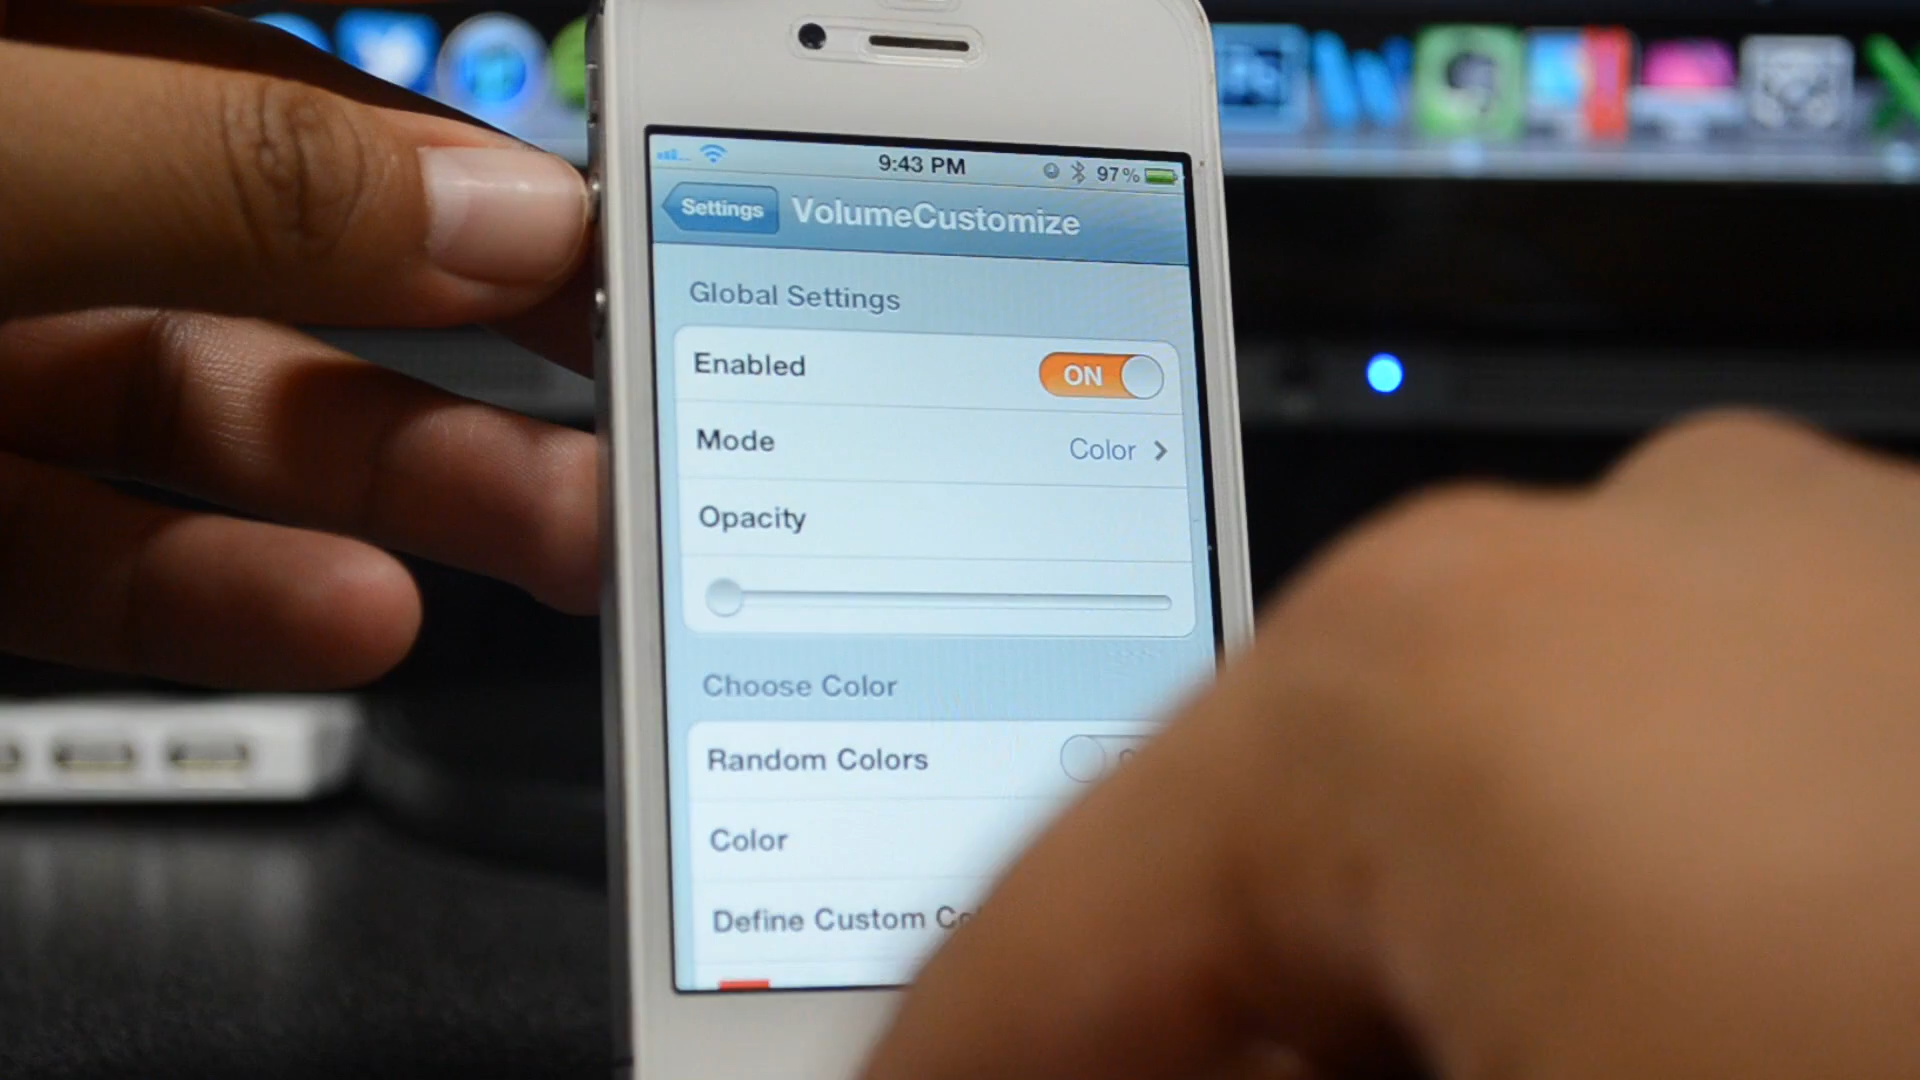 9:43 PM 97%
Settings VolumeCustomize
Global Settings
Enabled ON
Mode Color
Opacity
Choose Color
Random Colors
Color
Define Custom